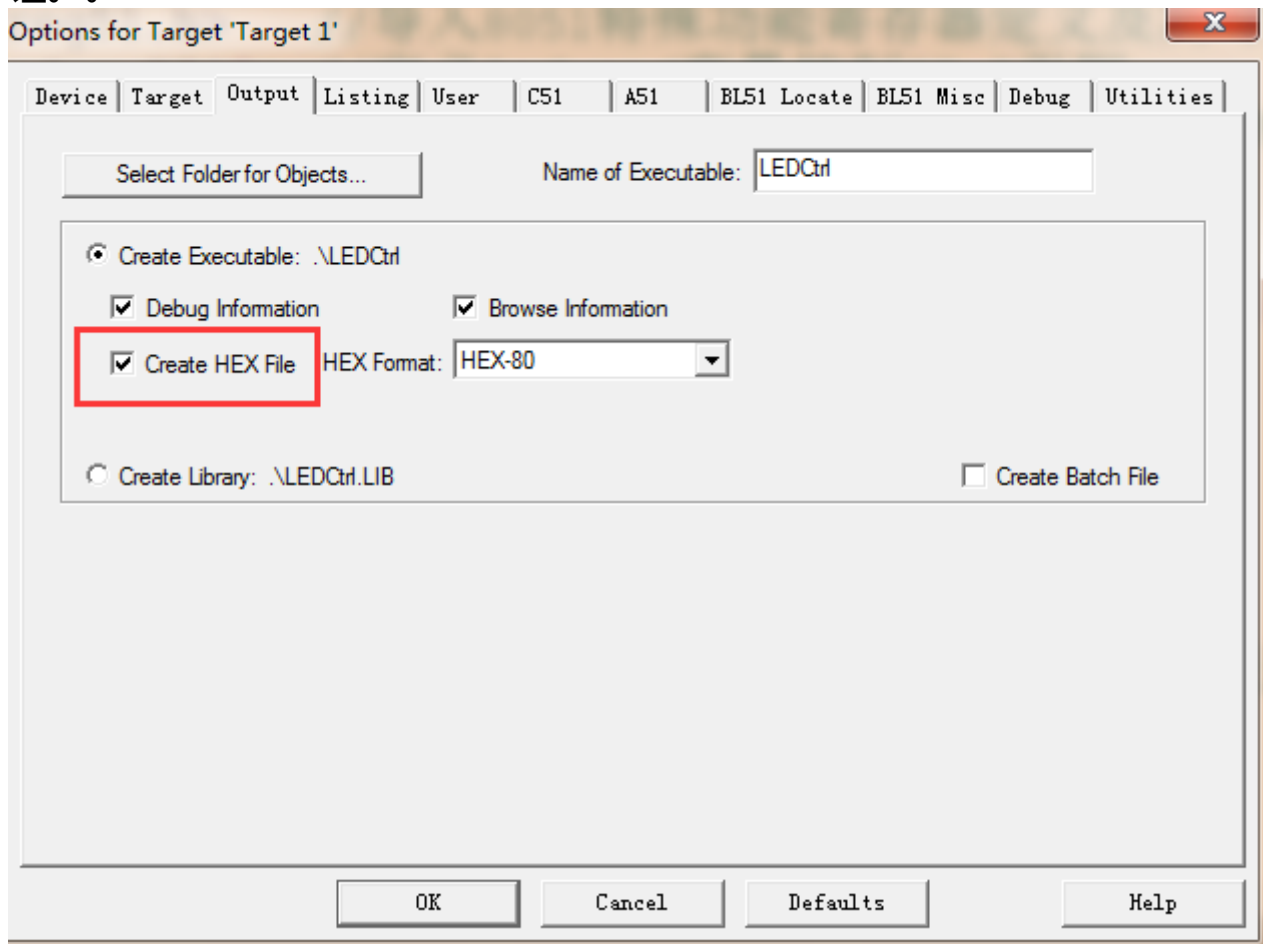 Options for Target 'Target 1'
Device Target Output Listing User C51 A51 BL51 Locate BL51 Misc Debug Utilities
Select Folder for Objects... Name of Executable: LEDCtrl
Create Executable: .\LEDCtrl
Debug Information Browse Information
Create HEX File HEX Format: HEX-80
Create Library: .\LEDCtrl.LIB Create Batch File
OK Cancel Defaults Help